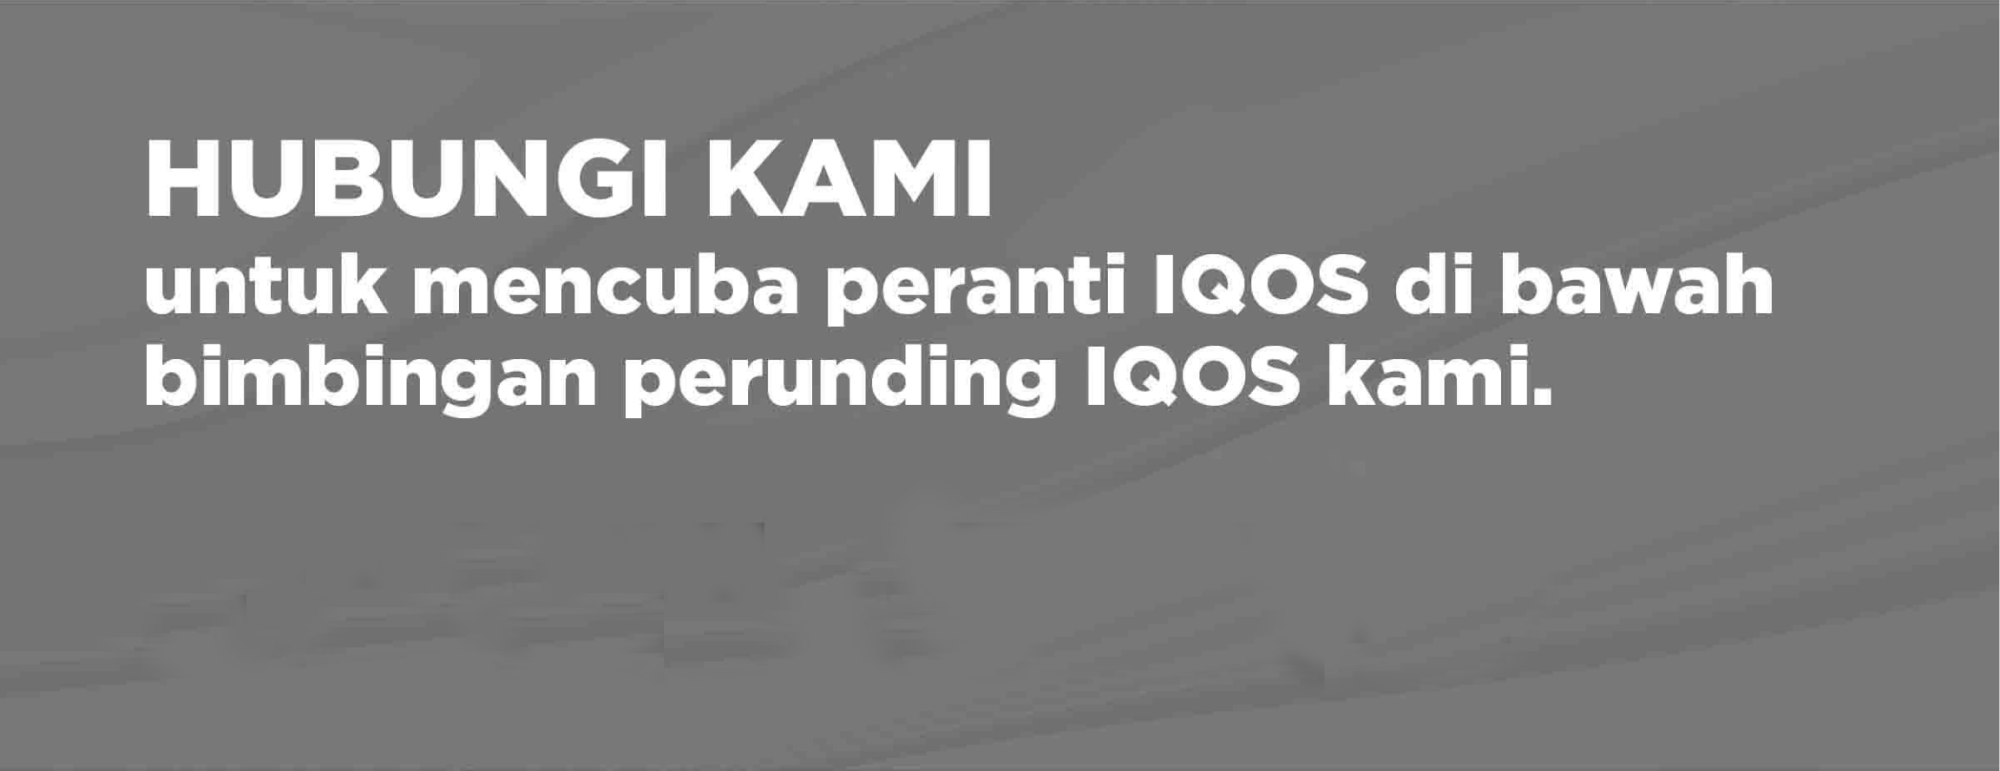 HUBUNGI KAMI
untuk mencuba peranti IQOS di bawah
bimbingan perunding IQOS kami.